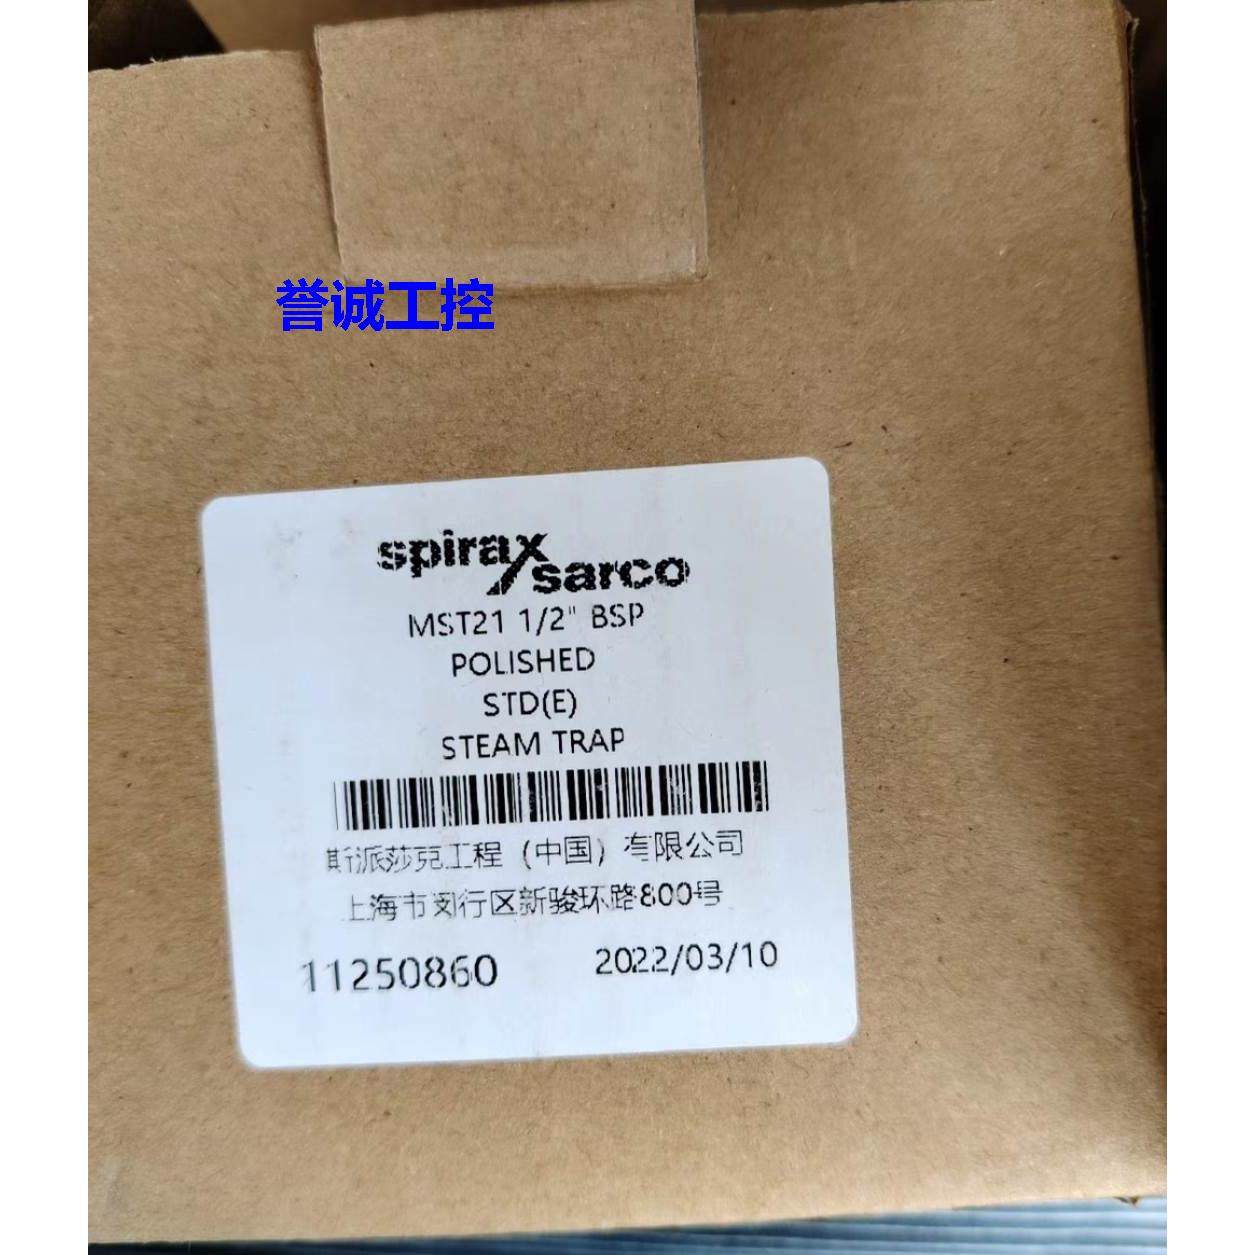 誉诚工控
spirax
sarco
MST21 1/2" BSP
POLISHED
STD(E)
STEAM TRAP
斯派莎克工程（中国）有限公司
上海市闵行区新骏环路800号
11250860 2022/03/10